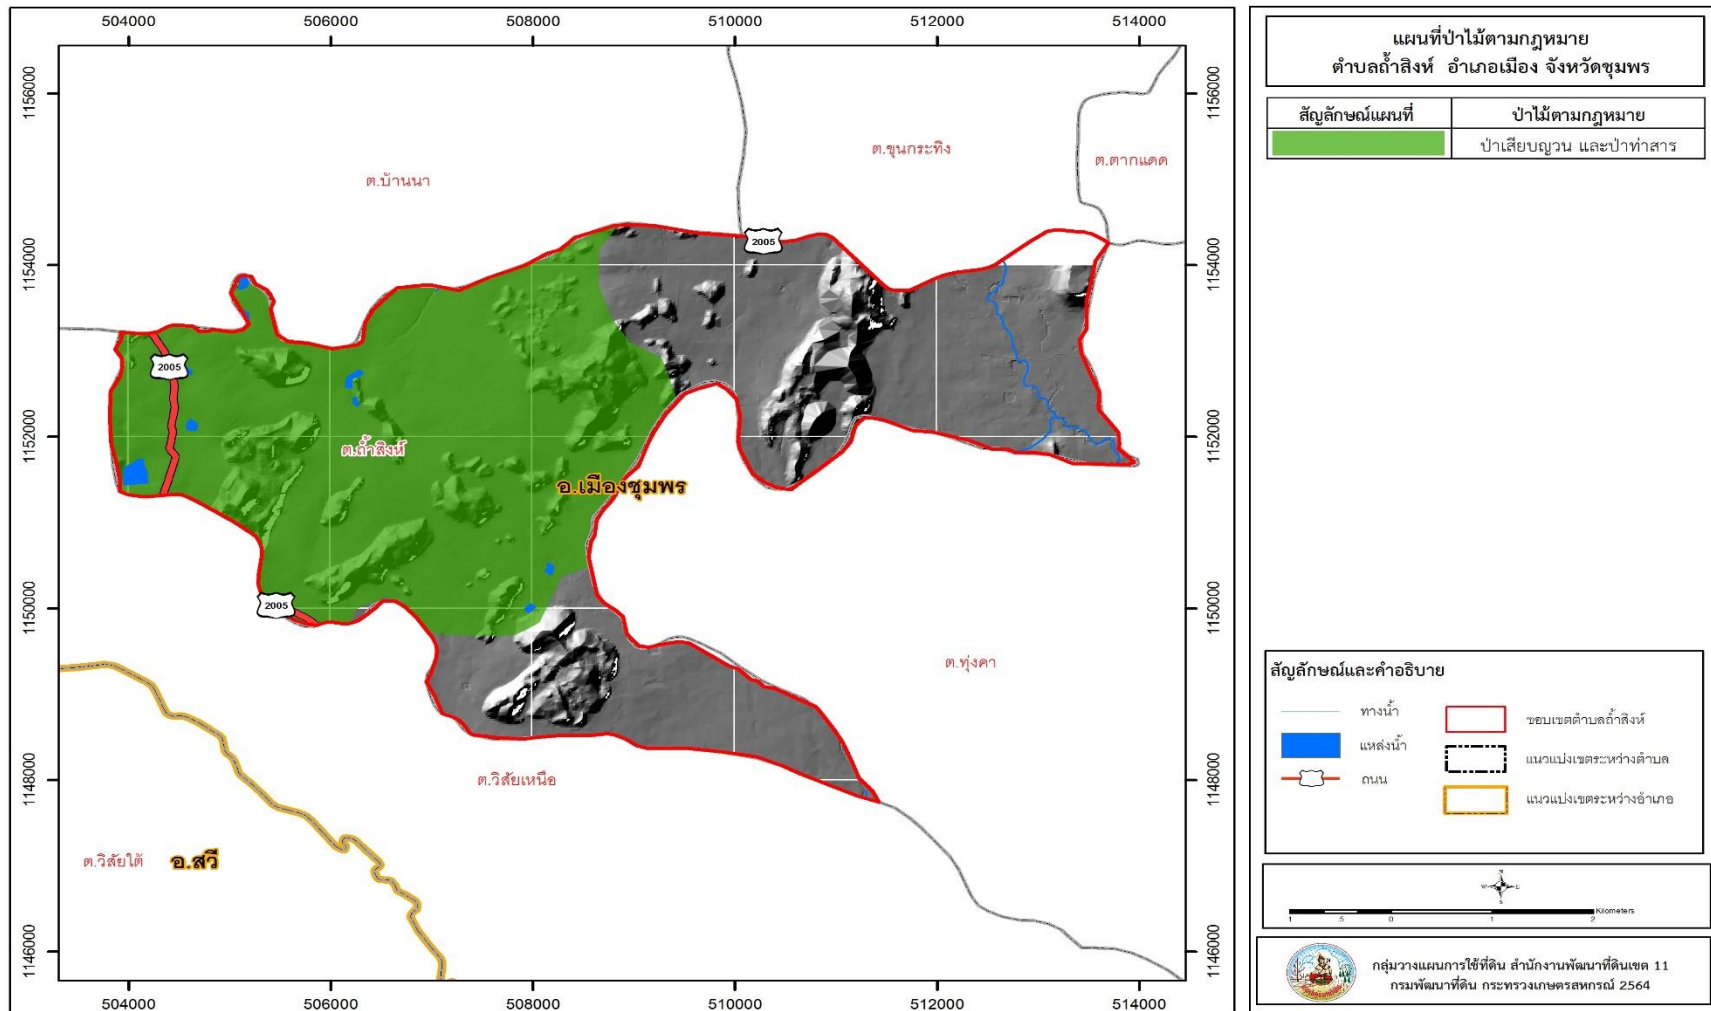 504000 506000 508000 510000 512000 514000
แผนที่ป่าไม้ตามกฎหมาย
ตำบลถ้ำสิงห์ อำเภอเมือง จังหวัดชุมพร
สัญลักษณ์แผนที่ ป่าไม้ตามกฎหมาย
ป่าเสียบญวน และป่าท่าสาร
1156000 1156000
ต.ขุนกระทิง
ต.ตากแดด
ต.บ้านนา
2005
1154000 1154000
2005
1152000 1152000
ต.ถ้ำสิงห์
อ.เมืองชุมพร
2005
1150000 1150000
ต.ทุ่งคา
ต.วิสัยเหนือ
1148000 1148000
ต.วิสัยใต้ อ.สวี
1146000 1146000
504000 506000 508000 510000 512000 514000
สัญลักษณ์และคำอธิบาย
ทางน้ำ ขอบเขตตำบลถ้ำสิงห์
แหล่งน้ำ แนวแบ่งเขตระหว่างตำบล
ถนน แนวแบ่งเขตระหว่างอำเภอ
N
W E
S
1 5 0 1 2 Kilometers
กลุ่มวางแผนการใช้ที่ดิน สำนักงานพัฒนาที่ดินเขต 11
กรมพัฒนาที่ดิน กระทรวงเกษตรสหกรณ์ 2564